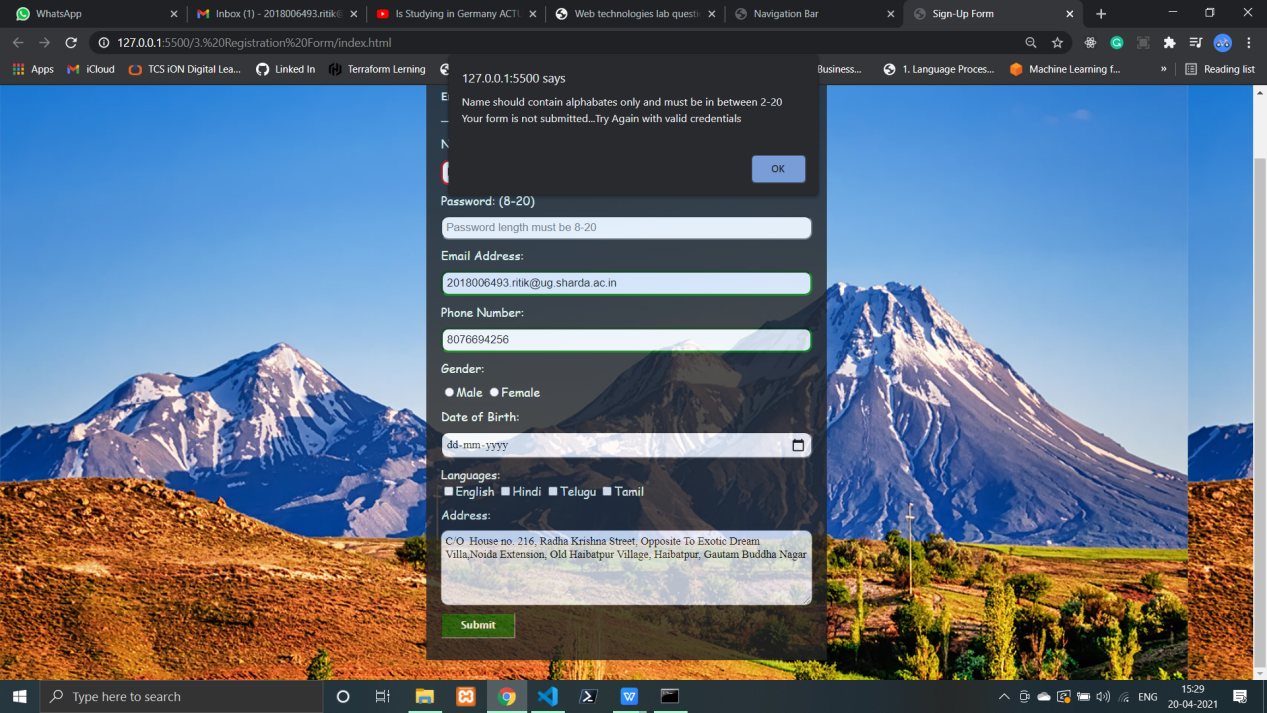 WhatsApp
Inbox (1) - 2018006493.ritik@
Is Studying in Germany ACTU
Web technologies lab questi
Navigation Bar
Sign-Up Form
127.0.0.1:5500/3.%20Registration%20Form/index.html
Apps
iCloud
TCS iON Digital Lea...
Linked In
Terraform Lerning
Business...
1. Language Proces...
Machine Learning f...
»
Reading list
127.0.0.1:5500 says
Name should contain alphabates only and must be in between 2-20
Your form is not submitted...Try Again with valid credentials
OK
Password: (8-20)
Password length must be 8-20
Email Address:
2018006493.ritik@ug.sharda.ac.in
Phone Number:
8076694256
Gender:
Male Female
Date of Birth:
dd-mm-yyyy
Languages:
English Hindi Telugu Tamil
Address:
C/O House no. 216, Radha Krishna Street, Opposite To Exotic Dream
Villa,Noida Extension, Old Haibatpur Village, Haibatpur, Gautam Buddha Nagar
Submit
Type here to search
ENG
15:29
20-04-2021